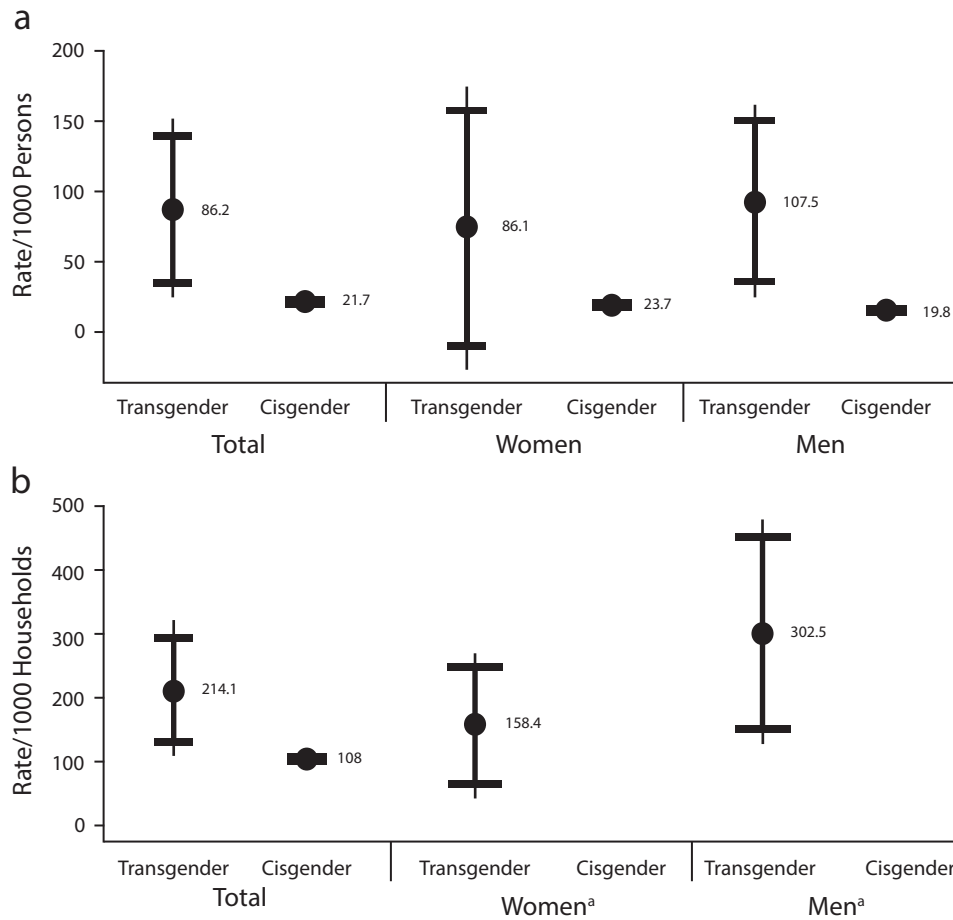 a
Rate/1000 Persons
200
150
100
50
0
86.2
21.7
86.1
23.7
107.5
19.8
Transgender Cisgender Transgender Cisgender Transgender Cisgender
Total Women Men
b
Rate/1000 Households
500
400
300
200
100
0
214.1
108
158.4
302.5
Transgender Cisgender Transgender Cisgender Transgender Cisgender
Total Womenᵃ Menᵃ